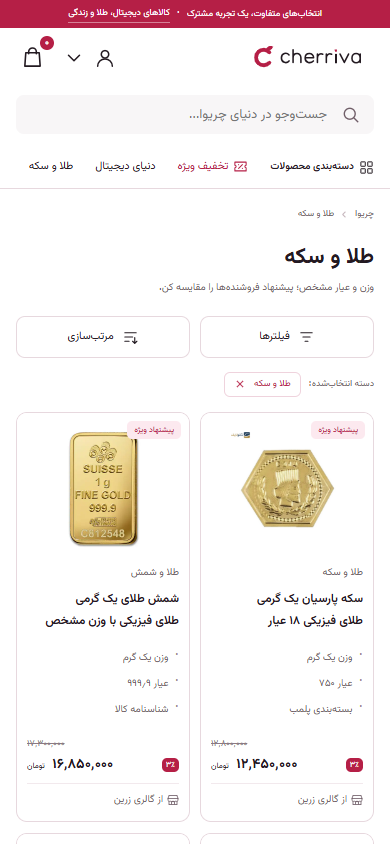 انتخاب‌های متفاوت، یک تجربه مشترک • کالاهای دیجیتال، طلا و زندگی
cherriva
۰
جست‌وجو در دنیای چریوا...
دسته‌بندی محصولات
تخفیف ویژه
دنیای دیجیتال
طلا و سکه
چریوا
طلا و سکه
طلا و سکه
وزن و عیار مشخص؛ پیشنهاد فروشنده‌ها را مقایسه کن.
فیلترها
مرتب‌سازی
دسته انتخاب‌شده:
طلا و سکه
پیشنهاد ویژه
طلا و سکه
سکه پارسیان یک گرمی
طلای فیزیکی ۱۸ عیار
وزن یک گرم
عیار ۷۵۰
بسته‌بندی پلمب
۱۲,۸۰۰,۰۰۰
۳٪
۱۲,۴۵۰,۰۰۰ تومان
از گالری زرین
پیشنهاد ویژه
SUISSE
1 g
FINE GOLD
999.9
C812548
طلا و شمش
شمش طلای یک گرمی
طلای فیزیکی با وزن مشخص
وزن یک گرم
عیار ۹۹۹٫۹
شناسنامه کالا
۱۷,۳۰۰,۰۰۰
۳٪
۱۶,۸۵۰,۰۰۰ تومان
از گالری زرین